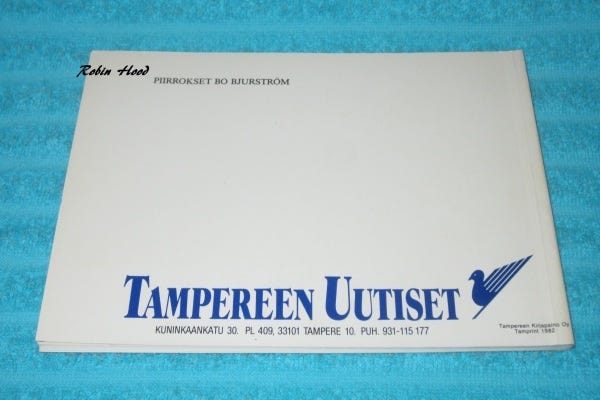 Robin Hood
PIIRROKSET BO BJURSTRÖM
TAMPEREEN UUTISET
KUNINKAANKATU 30. PL 409, 33101 TAMPERE 10. PUH. 931-115 177
Tampereen Kirjapaino Oy
Tamprint 1982